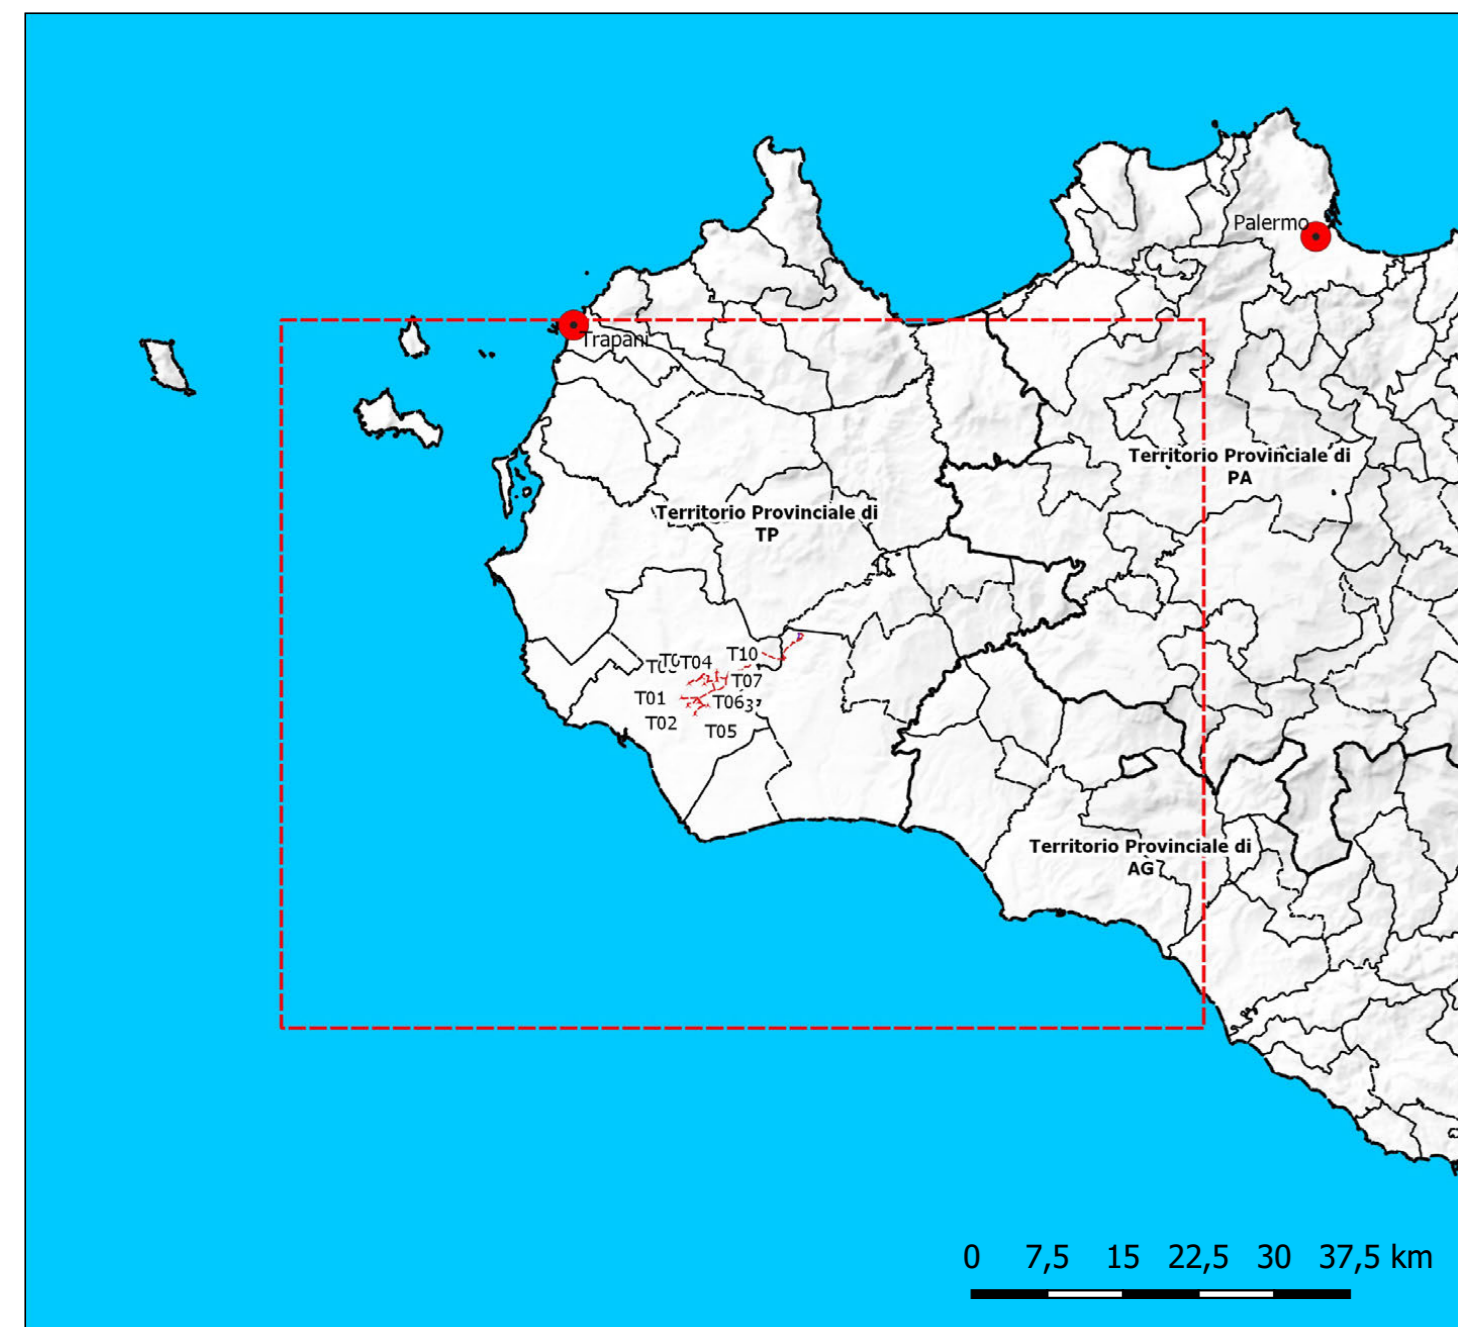 Palermo
Trapani
Territorio Provinciale di
PA
Territorio Provinciale di
TP
T10
T04
T07
T01
T06
T02
T05
Territorio Provinciale di
AG
0 7,5 15 22,5 30 37,5 km